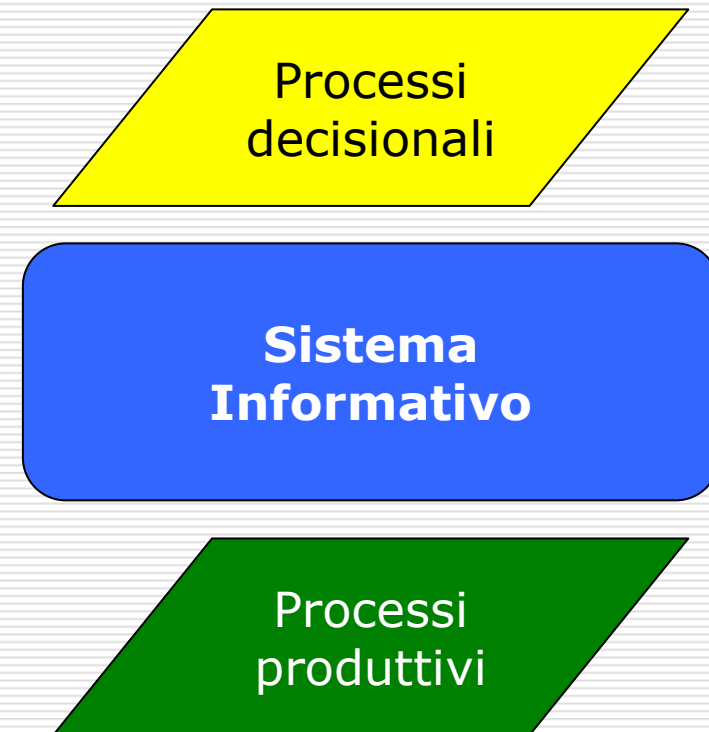 Processi
decisionali
Sistema
Informativo
Processi
produttivi